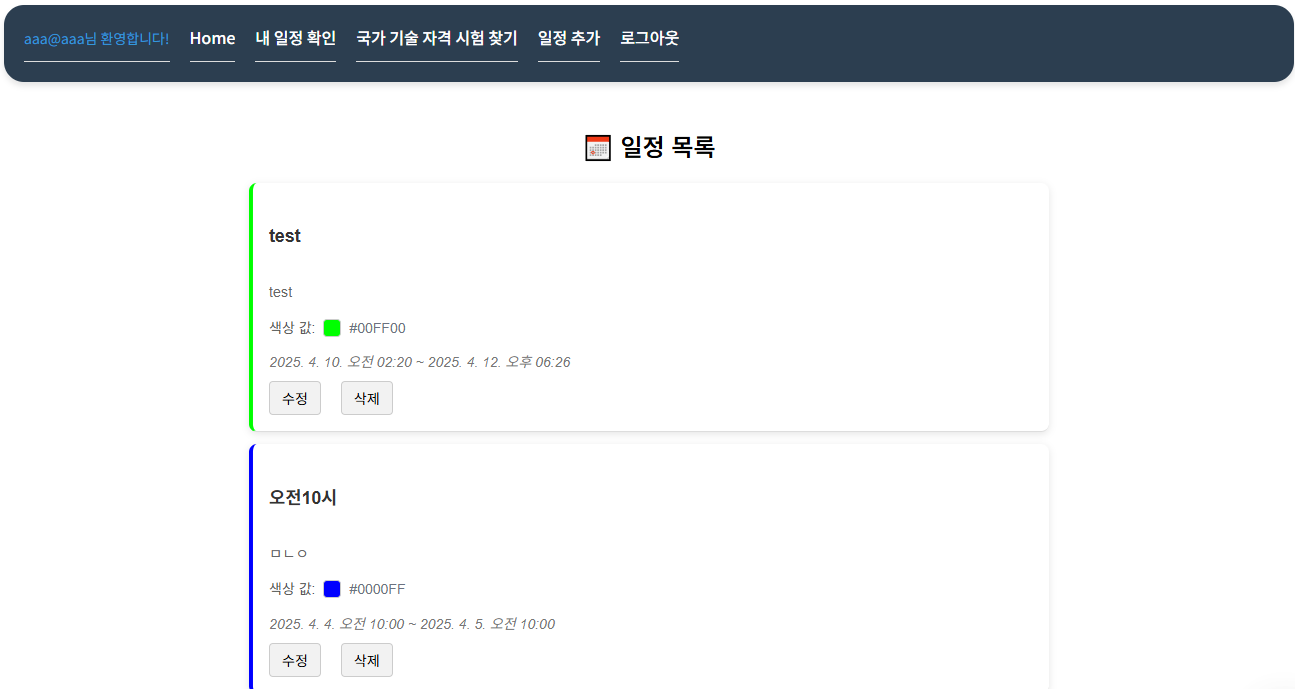 aaa@aaa님 환영합니다! Home 내 일정 확인 국가 기술 자격 시험 찾기 일정 추가 로그아웃
일정 목록
test
test
색상 값: #00FF00
2025. 4. 10. 오전 02:20 ~ 2025. 4. 12. 오후 06:26
수정 삭제
오전10시
ㅁㄴㅇ
색상 값: #0000FF
2025. 4. 4. 오전 10:00 ~ 2025. 4. 5. 오전 10:00
수정 삭제